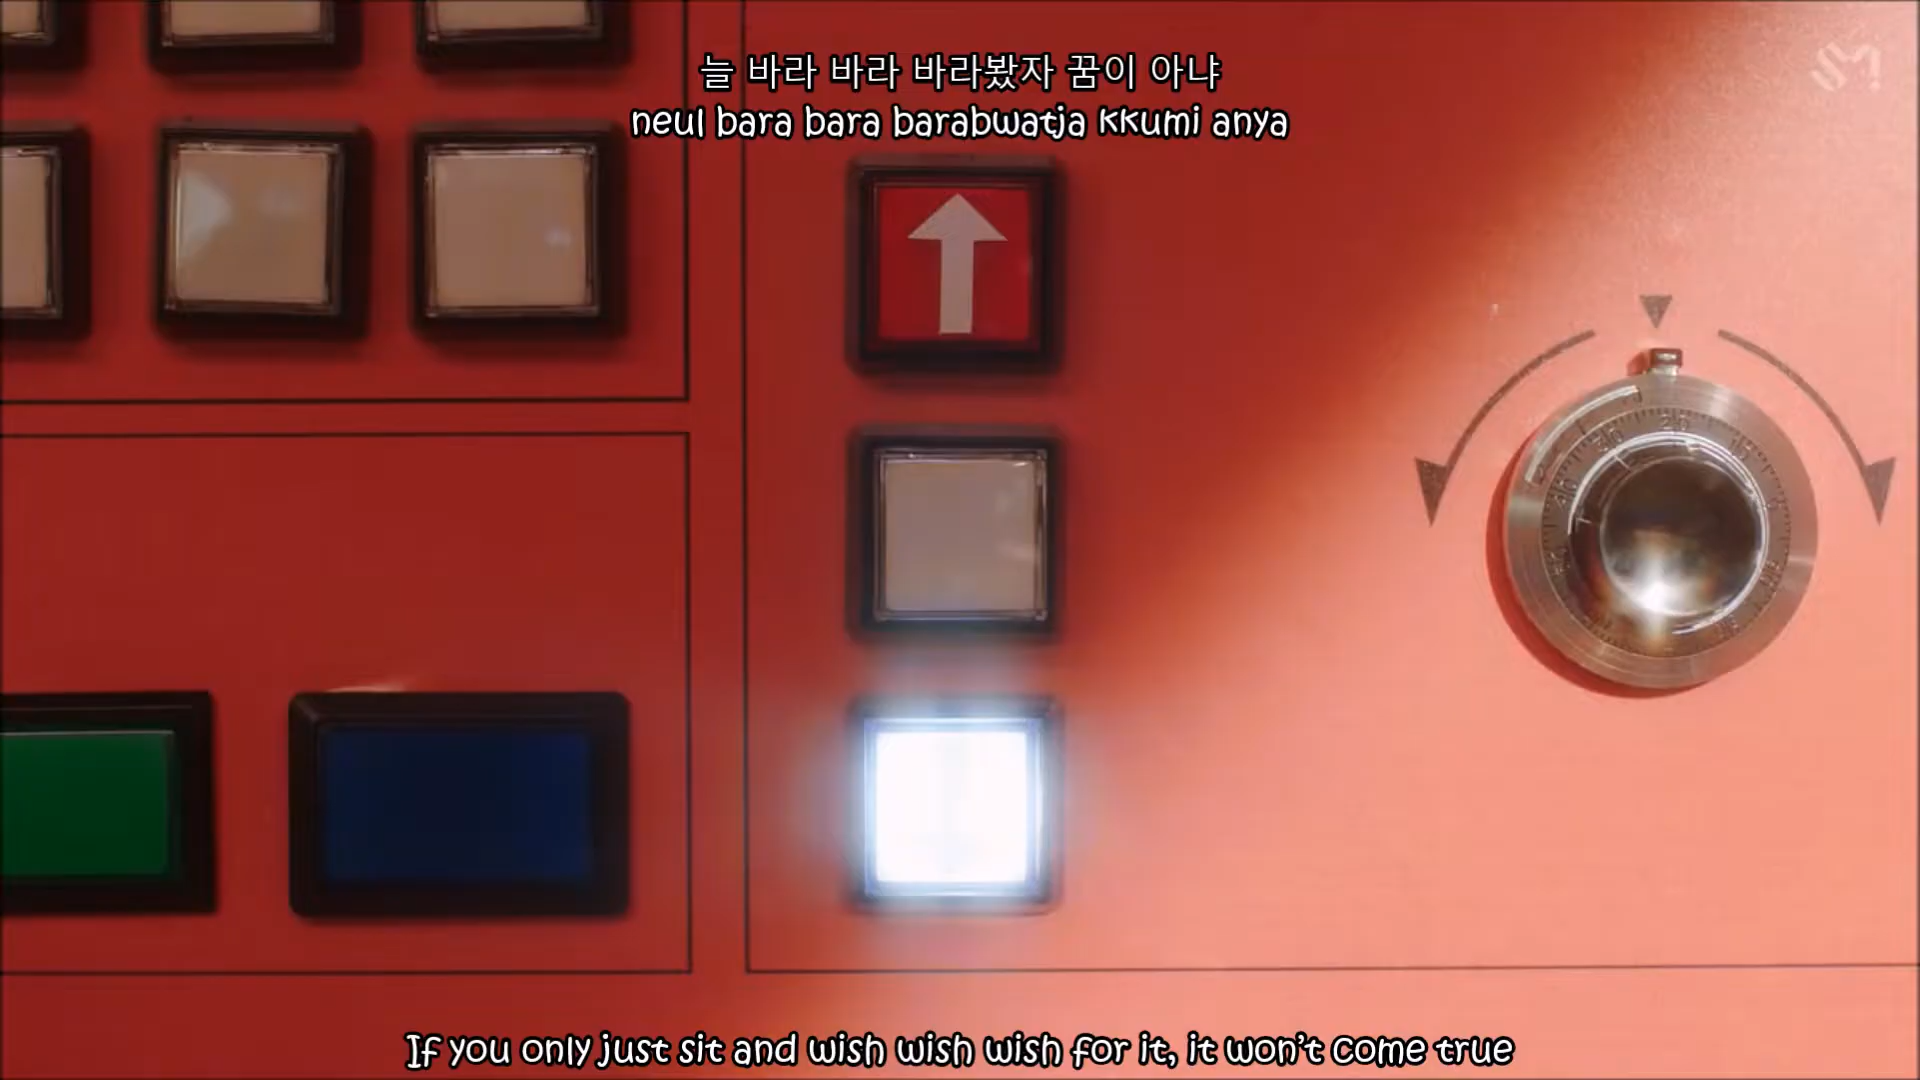 늘 바라 바라 바라봤자 꿈이 아냐
neul bara bara barabwatja kkumi anya
SM
If you only just sit and wish wish wish for it, it won't come true